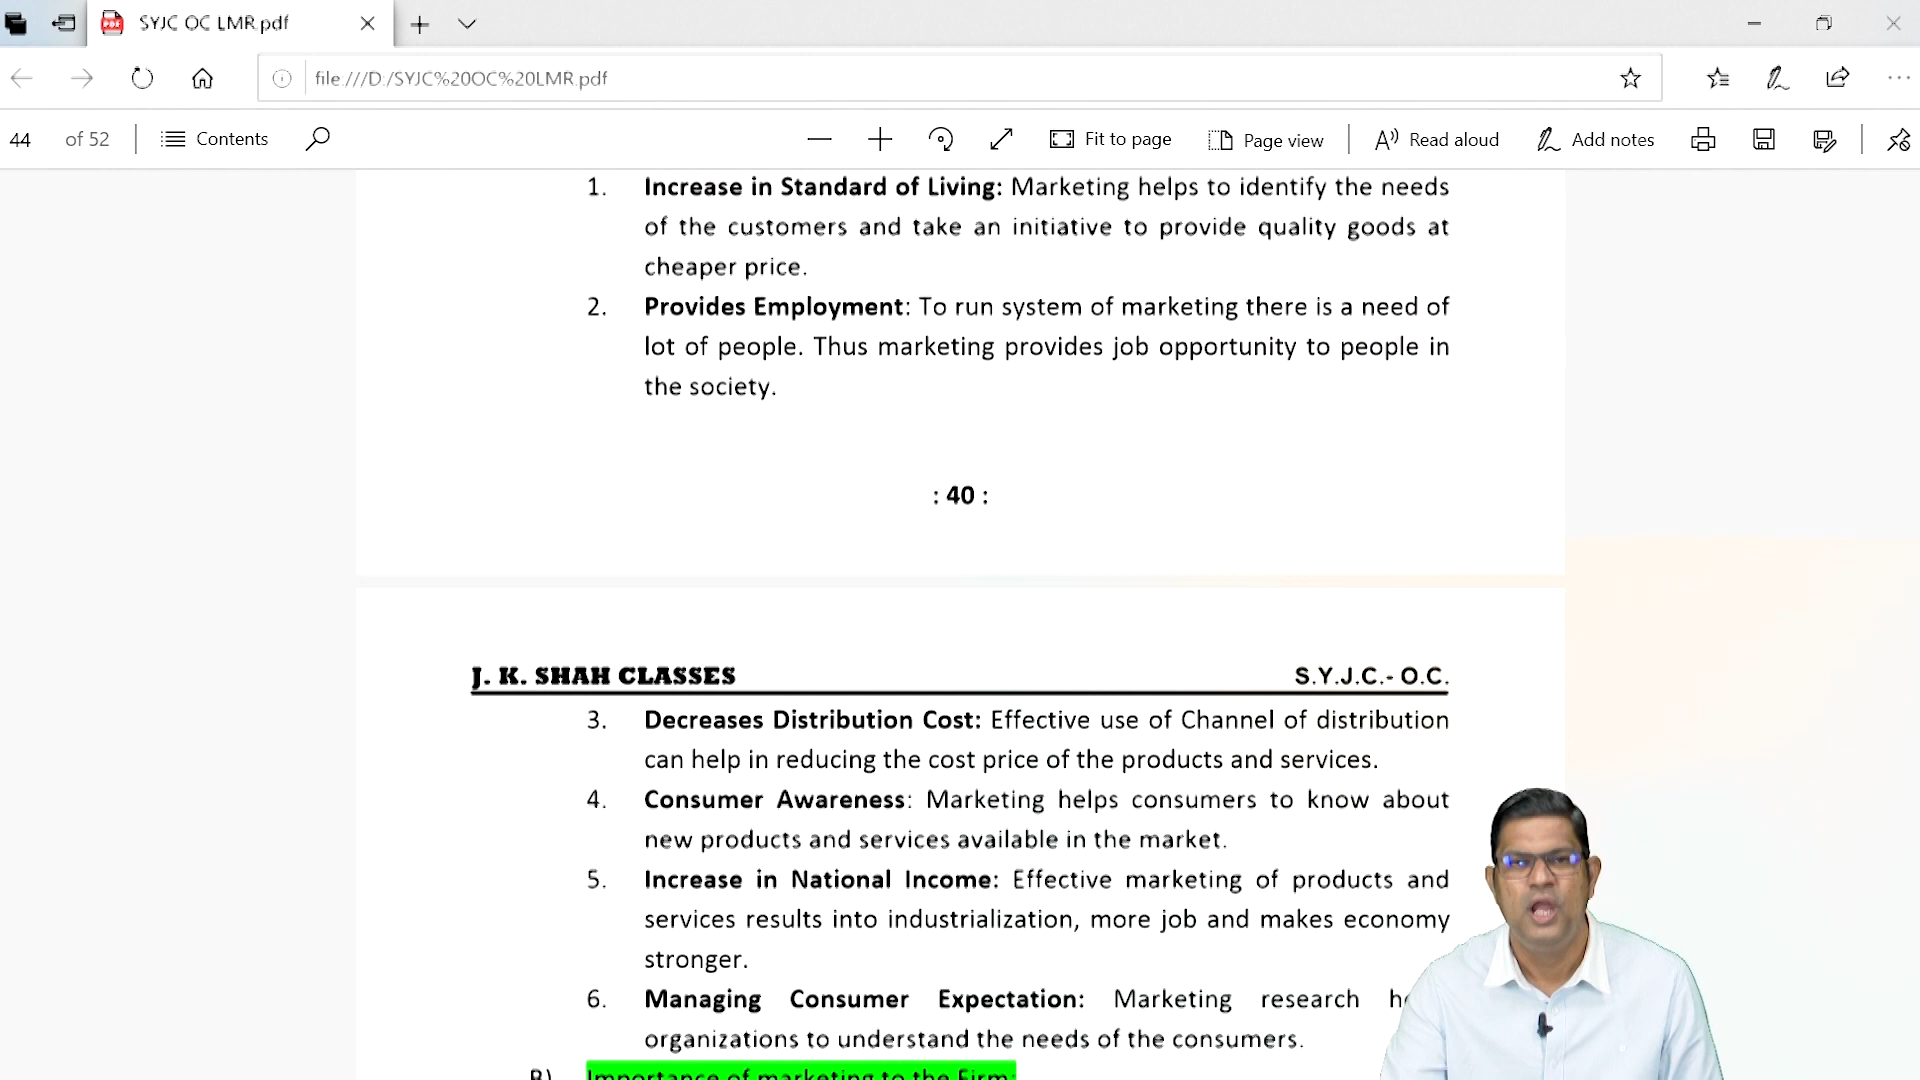 SYJC OC LMR.pdf
file:///D:/SYJC%20OC%20LMR.pdf
44 of 52 Contents Fit to page Page view Read aloud Add notes
1. Increase in Standard of Living: Marketing helps to identify the needs
of the customers and take an initiative to provide quality goods at
cheaper price.
2. Provides Employment: To run system of marketing there is a need of
lot of people. Thus marketing provides job opportunity to people in
the society.
: 40 :
J. K. SHAH CLASSES S.Y.J.C.- O.C.
3. Decreases Distribution Cost: Effective use of Channel of distribution
can help in reducing the cost price of the products and services.
4. Consumer Awareness: Marketing helps consumers to know about
new products and services available in the market.
5. Increase in National Income: Effective marketing of products and
services results into industrialization, more job and makes economy
stronger.
6. Managing Consumer Expectation: Marketing research
organizations to understand the needs of the consumers.
B) Importance of marketing to the Firm: